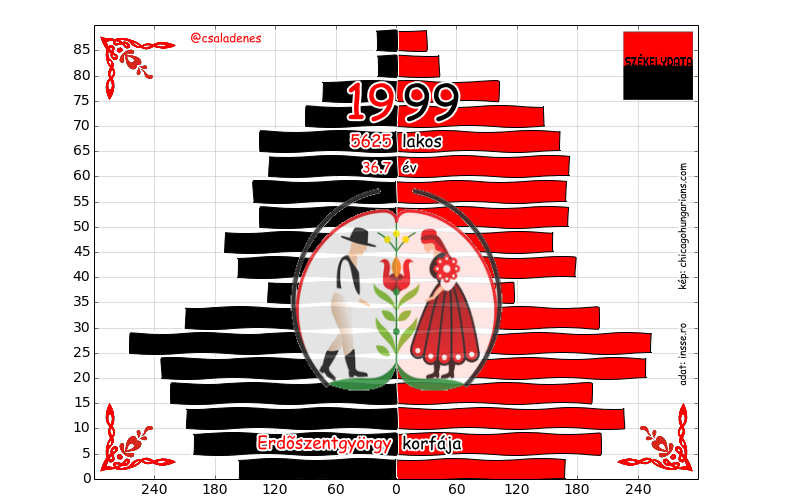 @csaladenes
SZÉKELYDATA
1999
5625 lakos
36.7 év
kép: chicagohungarians.com
adat: insse.ro
Erdőszentgyörgy korfája
85
80
75
70
65
60
55
50
45
40
35
30
25
20
15
10
5
0
240 180 120 60 0 60 120 180 240